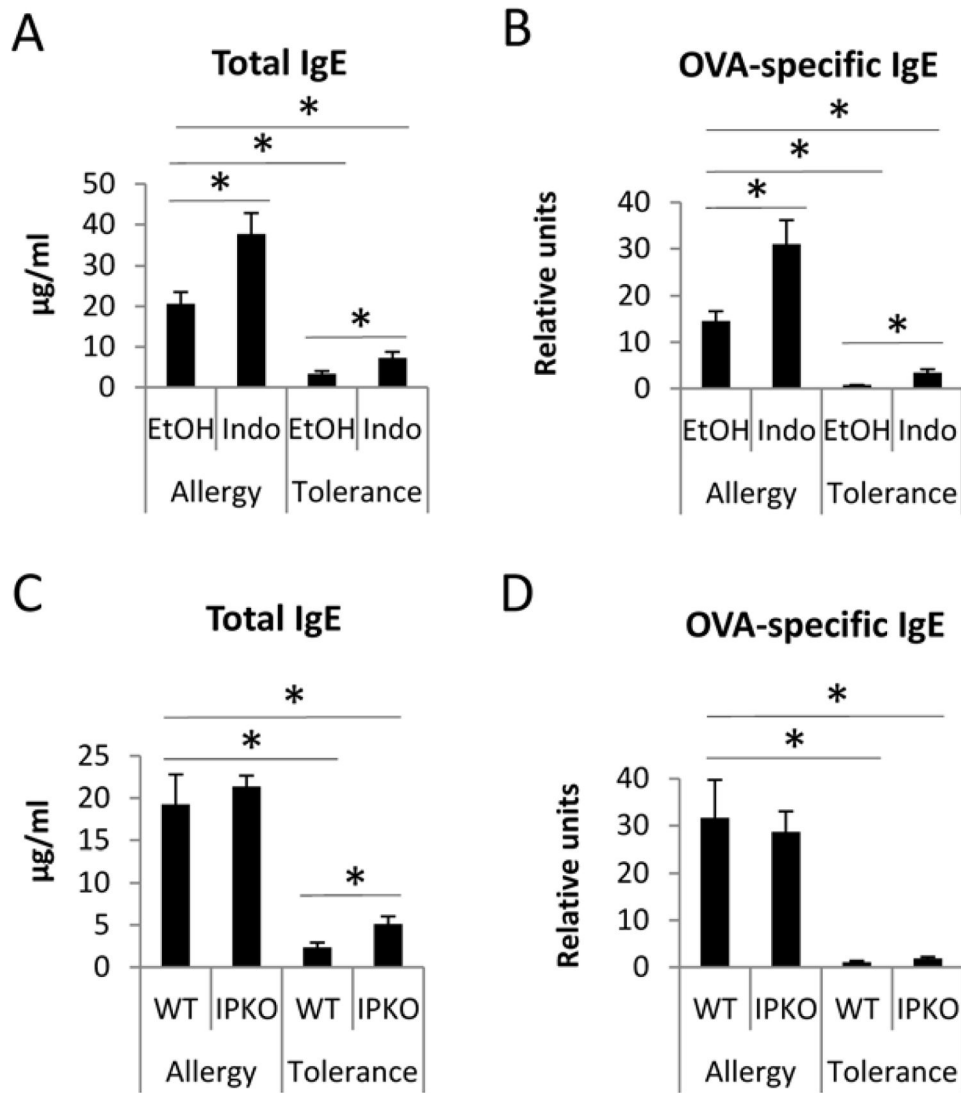 A
Total IgE
*
*
*
*
µg/ml
50
40
30
20
10
0
EtOH Indo EtOH Indo
Allergy Tolerance
B
OVA-specific IgE
*
*
*
*
Relative units
40
30
20
10
0
EtOH Indo EtOH Indo
Allergy Tolerance
C
Total IgE
*
*
*
µg/ml
25
20
15
10
5
0
WT IPKO WT IPKO
Allergy Tolerance
D
OVA-specific IgE
*
*
Relative units
40
30
20
10
0
WT IPKO WT IPKO
Allergy Tolerance